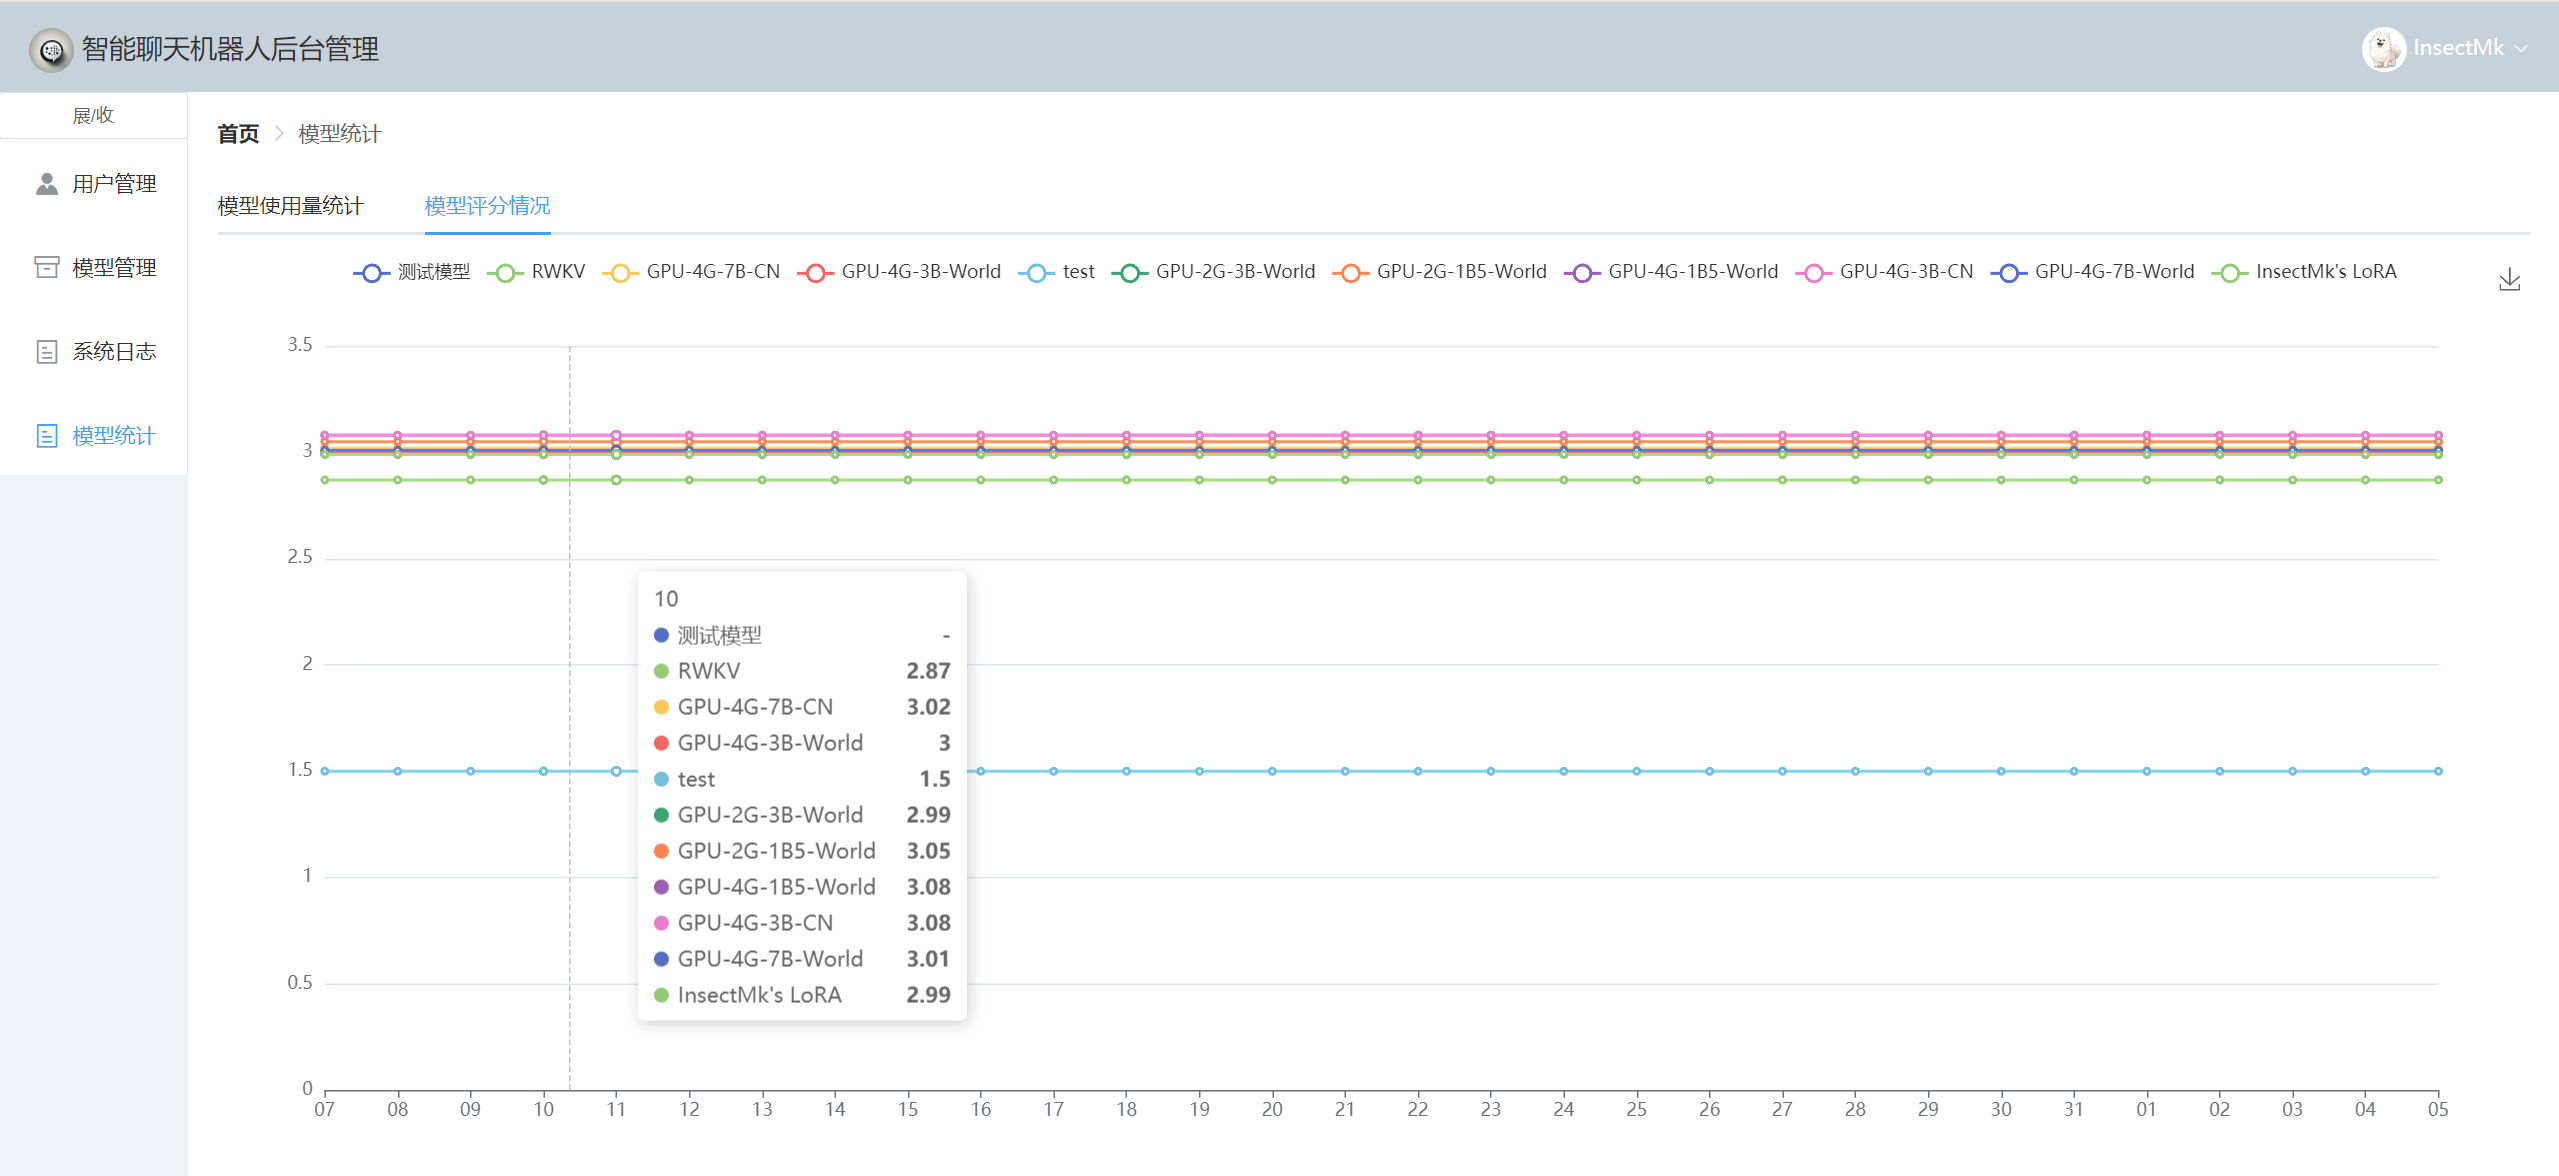 智能聊天机器人后台管理
InsectMk
展/收
用户管理
模型管理
系统日志
模型统计
首页 > 模型统计
模型使用量统计 模型评分情况
测试模型 RWKV GPU-4G-7B-CN GPU-4G-3B-World test GPU-2G-3B-World GPU-2G-1B5-World GPU-4G-1B5-World GPU-4G-3B-CN GPU-4G-7B-World InsectMk's LoRA
3.5
3
2.5
2
1.5
1
0.5
0
10
测试模型 -
RWKV 2.87
GPU-4G-7B-CN 3.02
GPU-4G-3B-World 3
test 1.5
GPU-2G-3B-World 2.99
GPU-2G-1B5-World 3.05
GPU-4G-1B5-World 3.08
GPU-4G-3B-CN 3.08
GPU-4G-7B-World 3.01
InsectMk's LoRA 2.99
07 08 09 10 11 12 13 14 15 16 17 18 19 20 21 22 23 24 25 26 27 28 29 30 31 01 02 03 04 05